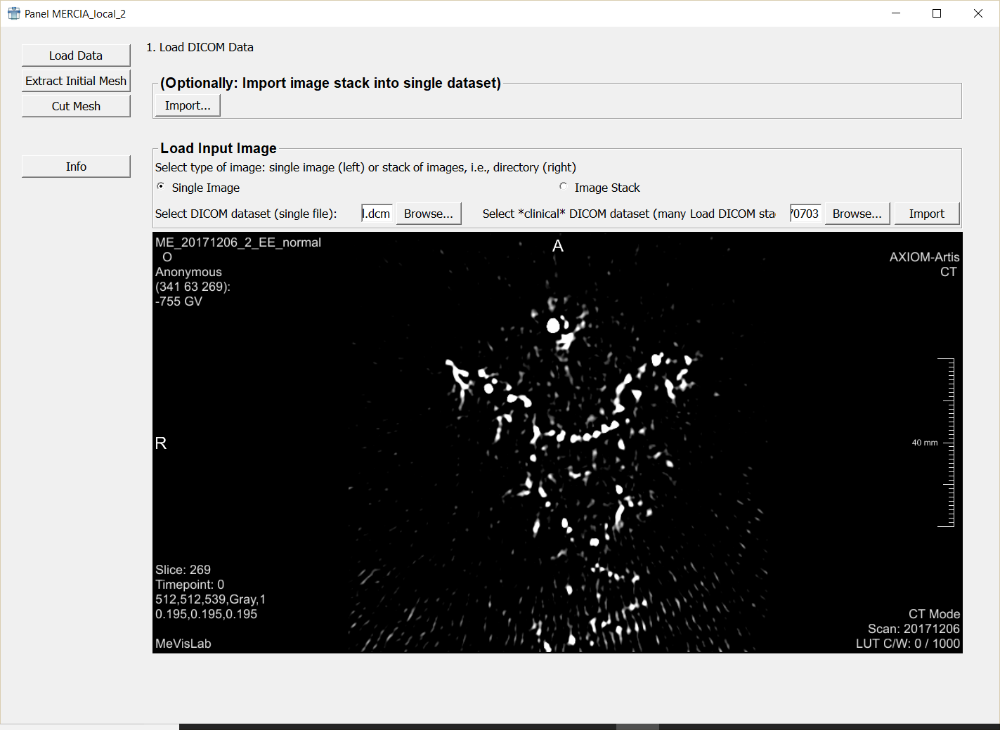 Panel MERCIA_local_2
Load Data
Extract Initial Mesh
Cut Mesh
Info
1. Load DICOM Data
(Optionally: Import image stack into single dataset)
Import...
Load Input Image
Select type of image: single image (left) or stack of images, i.e., directory (right)
Single Image
Image Stack
Select DICOM dataset (single file): l.dcm Browse... Select *clinical* DICOM dataset (many Load DICOM sta 70703 Browse... Import
ME_20171206_2_EE_normal
O
Anonymous
(341 63 269):
-755 GV
A
AXIOM-Artis
CT
R
40 mm
Slice: 269
Timepoint: 0
512,512,539,Gray,1
0.195,0.195,0.195
MeVisLab
CT Mode
Scan: 20171206
LUT C/W: 0 / 1000